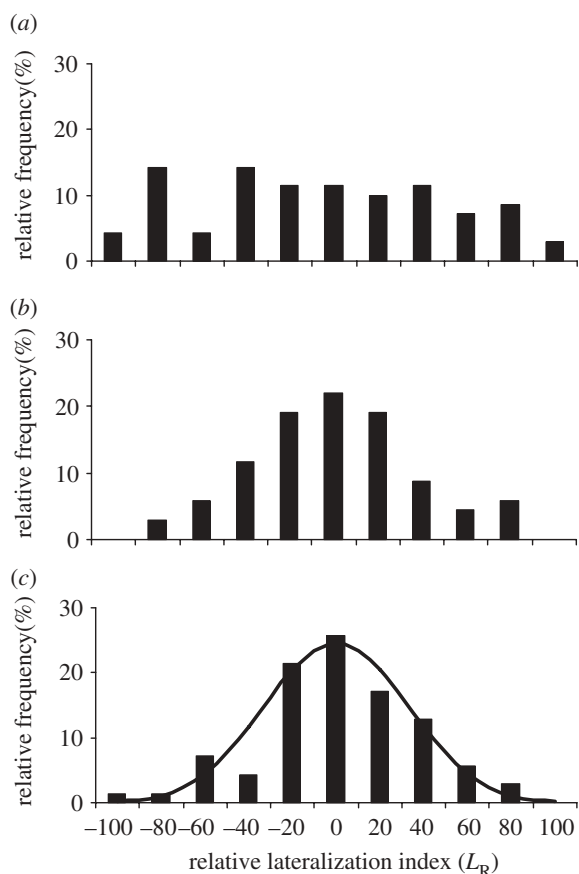 (a)
relative frequency(%)
30
20
10
0
(b)
relative frequency(%)
30
20
10
0
(c)
relative frequency(%)
30
20
10
0
–100 –80 –60 –40 –20 0 20 40 60 80 100
relative lateralization index (LR)